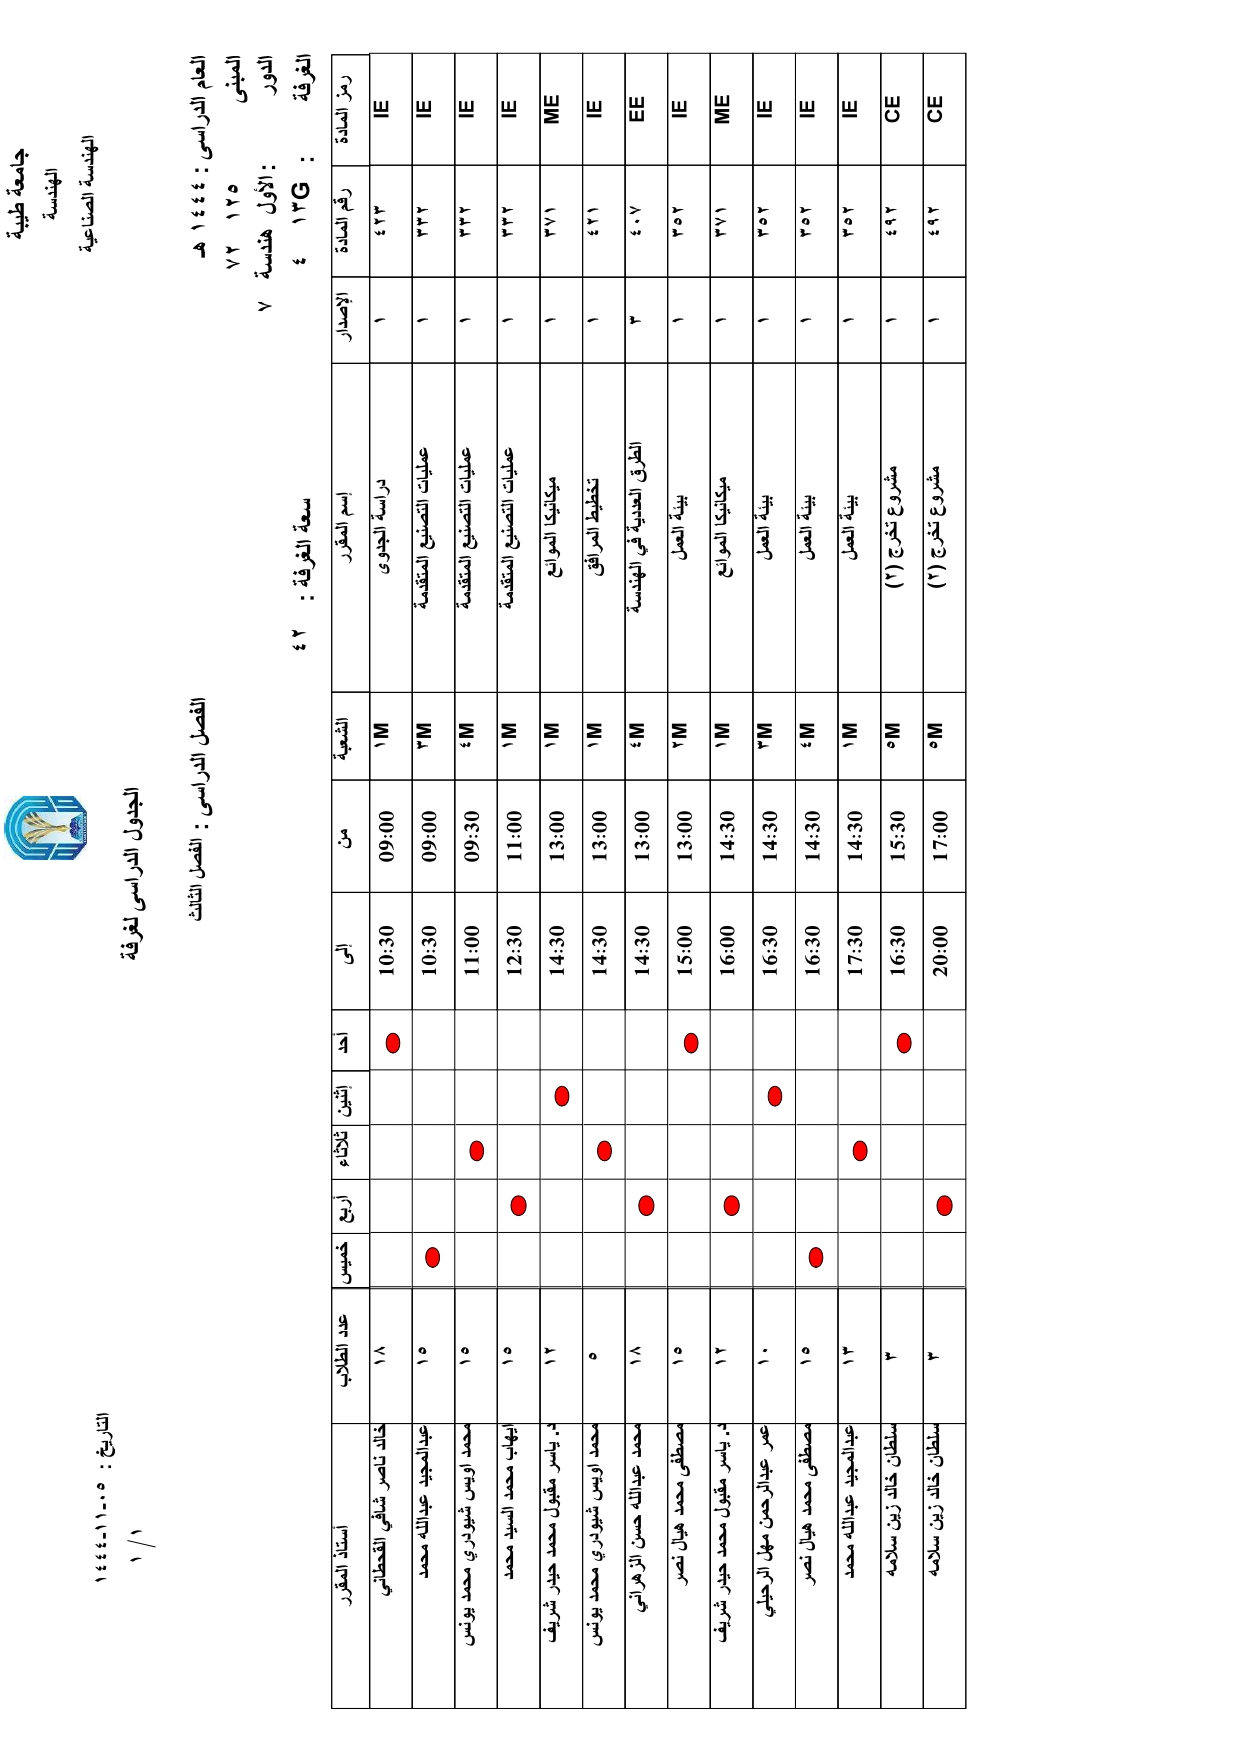 جامعة طيبة
الهندسة
الهندسة الصناعية
التاريخ : ٠٥-١١-١٤٤٤
١/ ١
الجدول الدراسى لغرفة
العام الدراسى : ١٤٤٤ هـ الفصل الدراسى : الفصل الثالث
المبنى ١٢٥ ٧٢
الدور : الأول هندسة ٧
الغرفة : ١٣G ٤ سعة الغرفة : ٤٢
رمز المادة رقم المادة الإصدار إسم المقرر الشعبة من إلى أحد إثنين ثلاثاء أربع خميس عدد الطلاب أستاذ المقرر
IE ٤٢٣ ١ دراسة الجدوى ١M 09:00 10:30 ١٨ خالد ناصر شافي القحطاني
IE ٣٣٢ ١ عمليات التصنيع المتقدمة ٣M 09:00 10:30 ١٥ عبدالمجيد عبدالله محمد
IE ٣٣٢ ١ عمليات التصنيع المتقدمة ٤M 09:30 11:00 ١٥ محمد اويس شيودري محمد يونس
IE ٣٣٢ ١ عمليات التصنيع المتقدمة ١M 11:00 12:30 ١٥ ايهاب محمد السيد محمد
ME ٣٧١ ١ ميكانيكا الموائع ١M 13:00 14:30 ١٢ د. ياسر مقبول محمد حيدر شريف
IE ٤٢١ ١ تخطيط المرافق ١M 13:00 14:30 ٥ محمد اويس شيودري محمد يونس
EE ٤٠٧ ٣ الطرق العددية في الهندسة ٤M 13:00 14:30 ١٨ محمد عبدالله حسن الزهراني
IE ٣٥٢ ١ بيئة العمل ٢M 13:00 15:00 ١٥ مصطفى محمد هيال نصر
ME ٣٧١ ١ ميكانيكا الموائع ١M 14:30 16:00 ١٢ د. ياسر مقبول محمد حيدر شريف
IE ٣٥٢ ١ بيئة العمل ٣M 14:30 16:30 ١٠ عمر عبدالرحمن مهل الرحيلي
IE ٣٥٢ ١ بيئة العمل ٤M 14:30 16:30 ١٥ مصطفى محمد هيال نصر
IE ٣٥٢ ١ بيئة العمل ١M 14:30 17:30 ١٣ عبدالمجيد عبدالله محمد
CE ٤٩٢ ١ مشروع تخرج (٢) ٥M 15:30 16:30 ٣ سلطان خالد زين سلامه
CE ٤٩٢ ١ مشروع تخرج (٢) ٥M 17:00 20:00 ٣ سلطان خالد زين سلامه